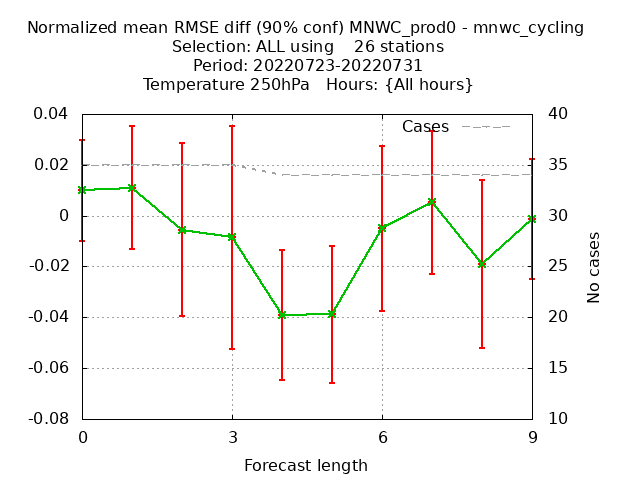 Normalized mean RMSE diff (90% conf) MNWC_prod0 - mnwc_cycling
Selection: ALL using    26 stations
Period: 20220723-20220731
Temperature 250hPa   Hours: {All hours}
0.04
0.02
0
-0.02
-0.04
-0.06
-0.08
Cases
40
35
30
25
20
15
10
No cases
0
3
6
9
Forecast length